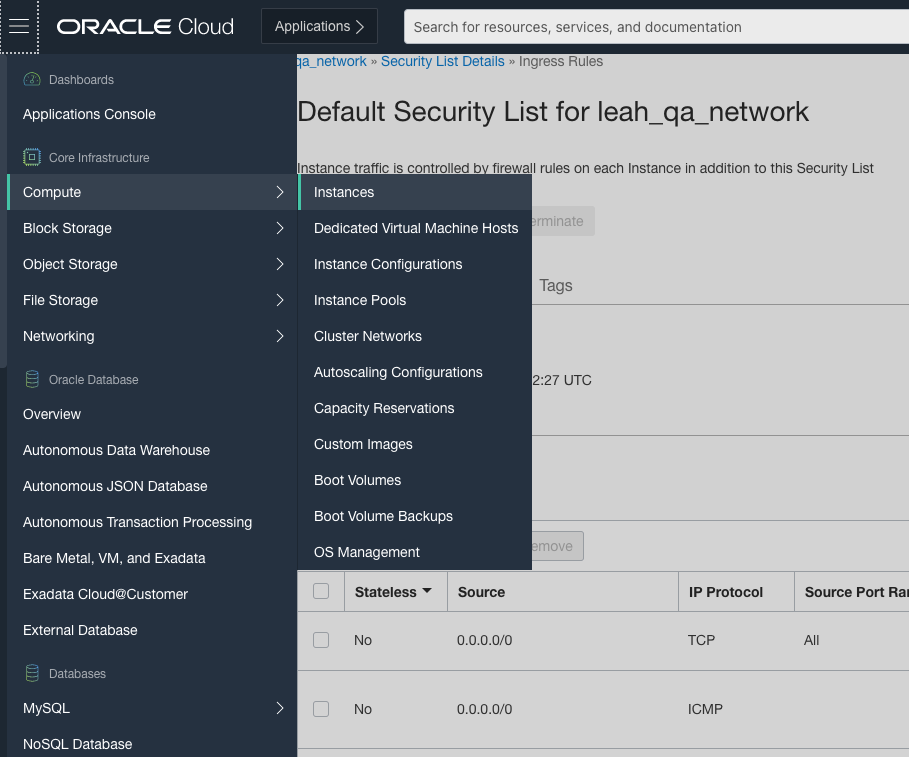 ORACLE Cloud
Applications
Search for resources, services, and documentation
Dashboards
Applications Console
Core Infrastructure
Compute
Block Storage
Object Storage
File Storage
Networking
Oracle Database
Overview
Autonomous Data Warehouse
Autonomous JSON Database
Autonomous Transaction Processing
Bare Metal, VM, and Exadata
Exadata Cloud@Customer
External Database
Databases
MySQL
NoSQL Database
Instances
Dedicated Virtual Machine Hosts
Instance Configurations
Instance Pools
Cluster Networks
Autoscaling Configurations
Capacity Reservations
Custom Images
Boot Volumes
Boot Volume Backups
OS Management
qa_network » Security List Details » Ingress Rules
Default Security List for leah_qa_network
Instance traffic is controlled by firewall rules on each Instance in addition to this Security List
erminate
Tags
2:27 UTC
emove
Stateless Source IP Protocol Source Port Ran
No 0.0.0.0/0 TCP All
No 0.0.0.0/0 ICMP